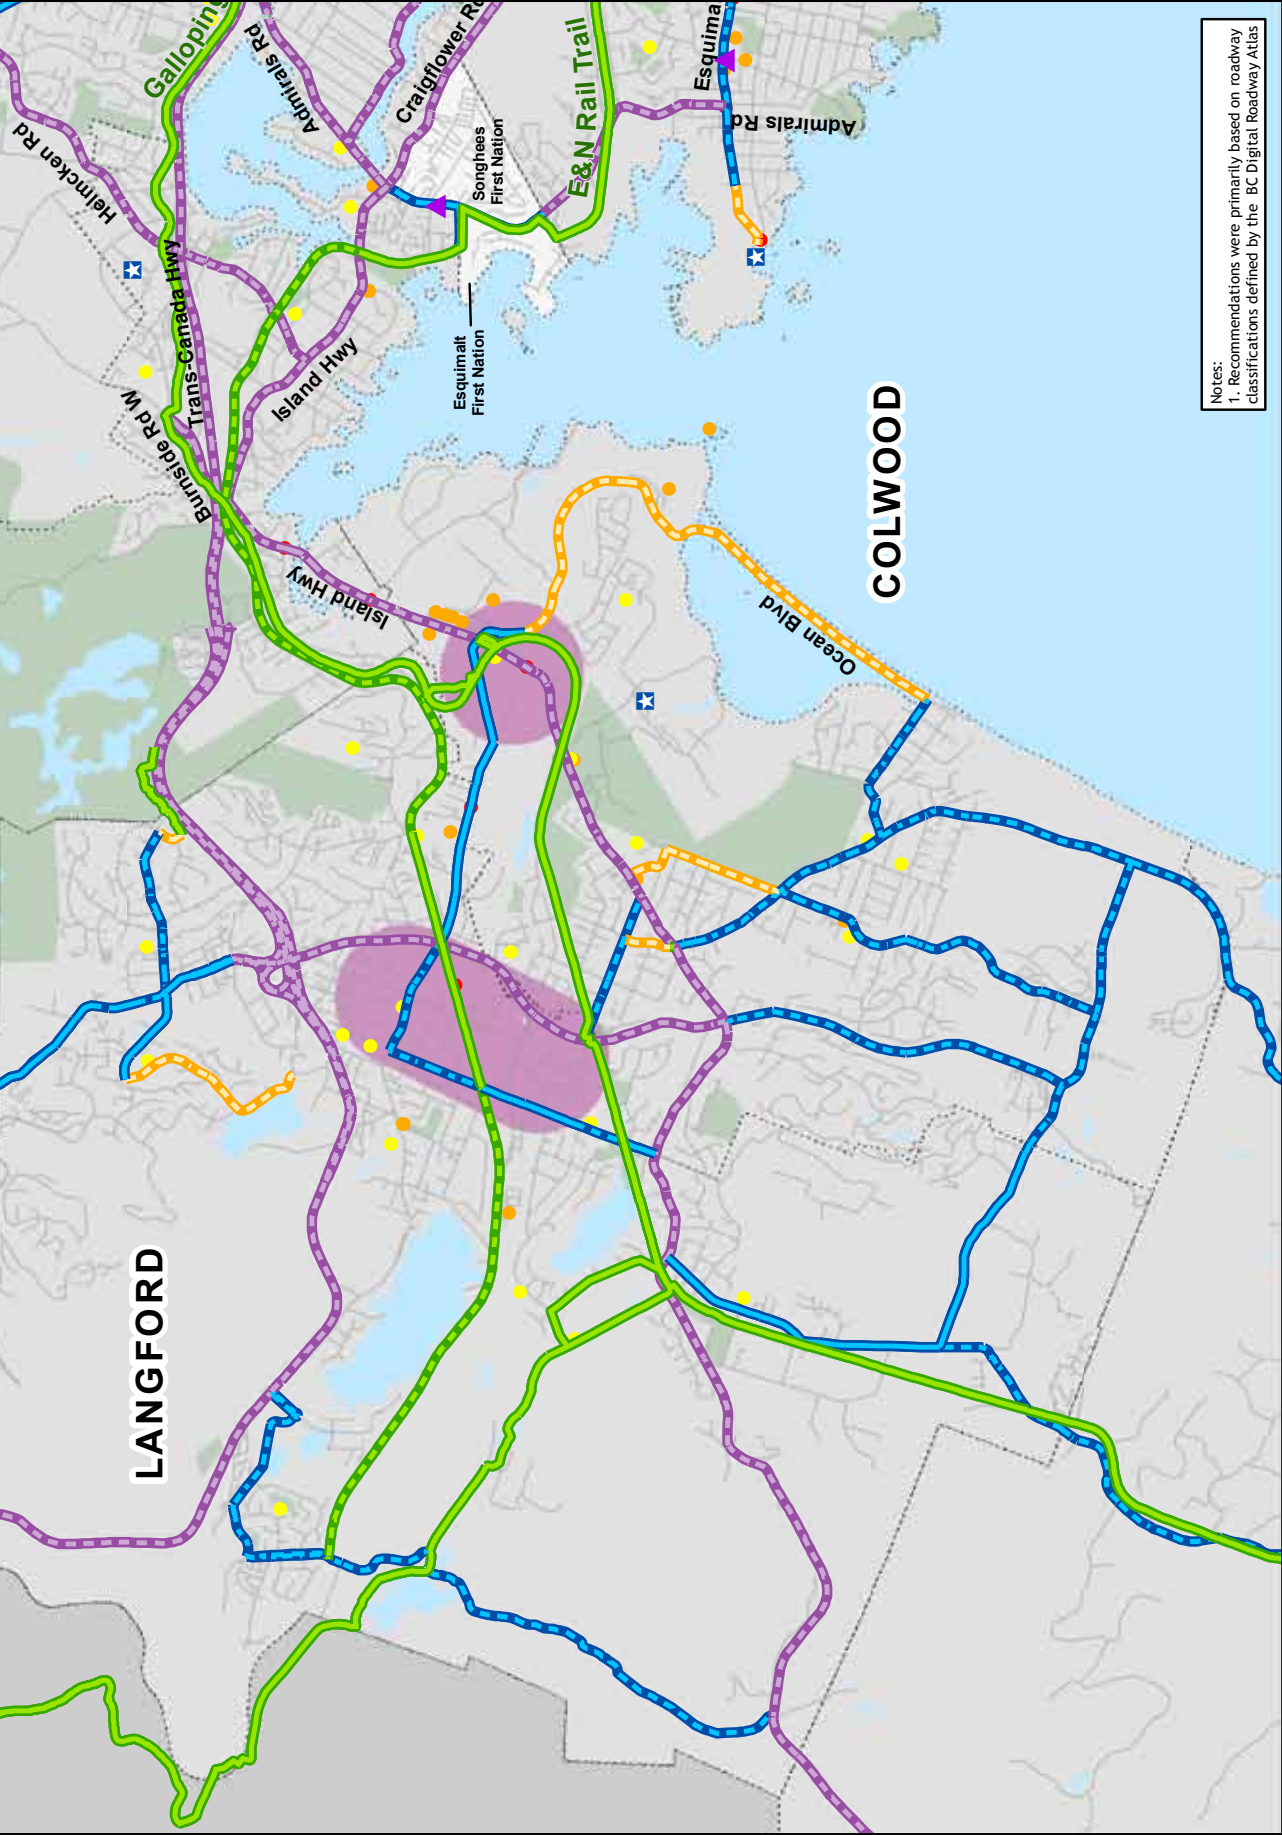 Galloping
Helmcken Rd
Admirals Rd
Craigflower Rd
Trans-Canada Hwy
Burnside Rd W
Island Hwy
Island Hwy
Songhees
First Nation
Esquimalt
First Nation
E&N Rail Trail
Esquima
Admirals Rd
Ocean Blvd
COLWOOD
LANGFORD
Notes:
1. Recommendations were primarily based on roadway
classifications defined by the BC Digital Roadway Atlas